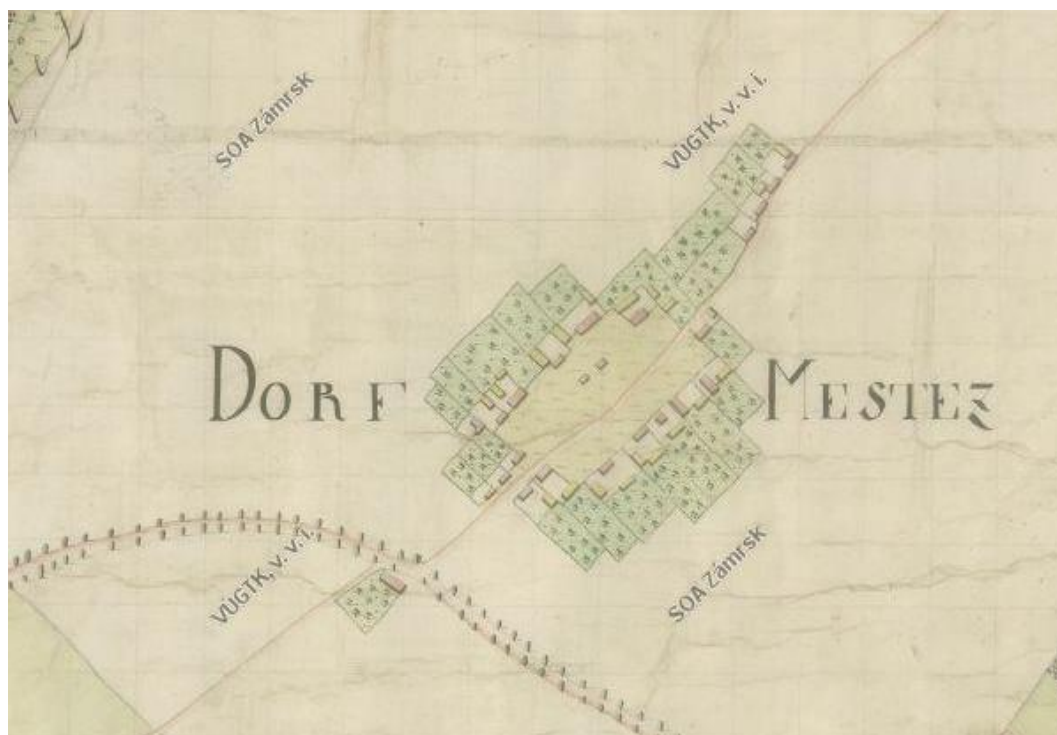 SOA Zámrsk
VÚGTK, v. v. i.
DORF MESTEZ
VÚGTK, v. v. i.
SOA Zámrsk